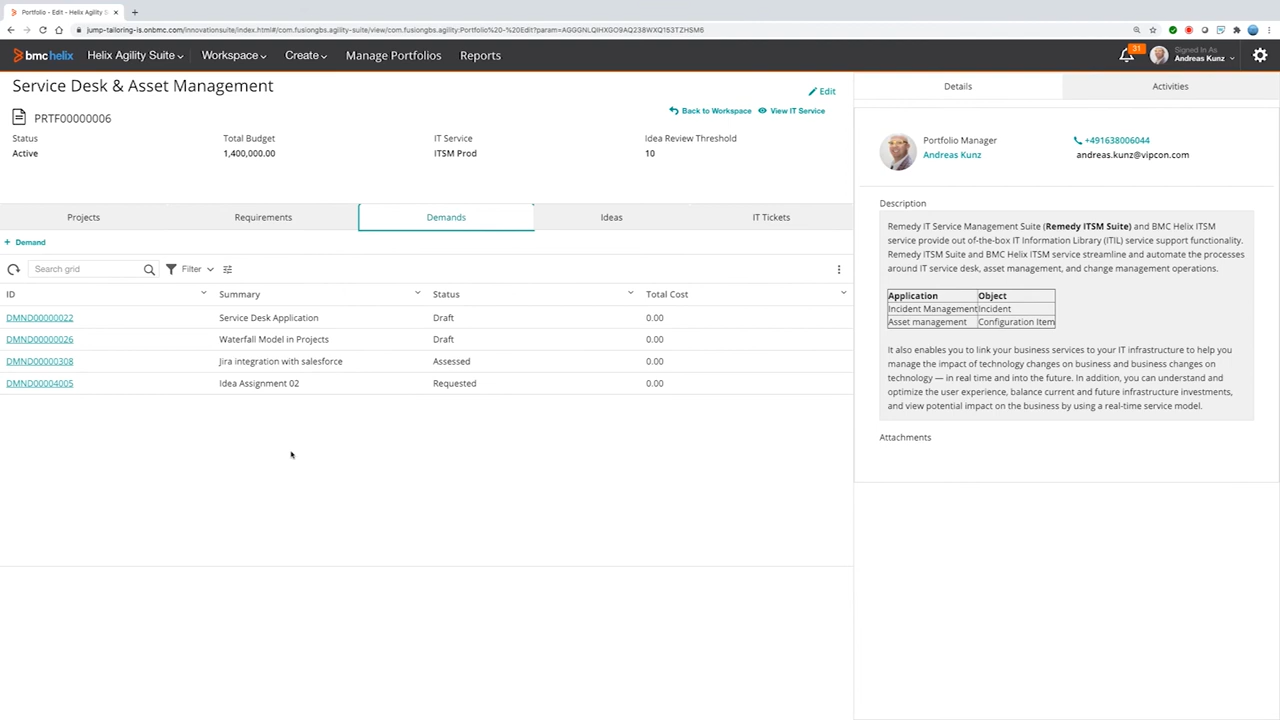 Portfolio - Edit - Helix Agility S
jump-tailoring-is.onbmc.com/innovationsuite/index.html#/com.fusiongbs.agility-suite/view/com.fusiongbs.agility:Portfolio%20-%20Edit?param=AGGGNLQIHXGO9AQ238WXQ153TZHSM6
bmc helix Helix Agility Suite Workspace Create Manage Portfolios Reports 31 Signed In As Andreas Kunz
Service Desk & Asset Management
Edit
PRTF00000006
Back to Workspace View IT Service
Status Total Budget IT Service Idea Review Threshold
Active 1,400,000.00 ITSM Prod 10
Projects Requirements Demands Ideas IT Tickets
+ Demand
Search grid Filter
ID Summary Status Total Cost
DMND00000022 Service Desk Application Draft 0.00
DMND00000026 Waterfall Model in Projects Draft 0.00
DMND00000308 Jira integration with salesforce Assessed 0.00
DMND00004005 Idea Assignment 02 Requested 0.00
Details Activities
Portfolio Manager +491638006044
Andreas Kunz andreas.kunz@vipcon.com
Description
Remedy IT Service Management Suite (Remedy ITSM Suite) and BMC Helix ITSM
service provide out-of-the-box IT Information Library (ITIL) service support functionality.
Remedy ITSM Suite and BMC Helix ITSM service streamline and automate the processes
around IT service desk, asset management, and change management operations.
Application Object
Incident Management Incident
Asset management Configuration Item
It also enables you to link your business services to your IT infrastructure to help you
manage the impact of technology changes on business and business changes on
technology — in real time and into the future. In addition, you can understand and
optimize the user experience, balance current and future infrastructure investments,
and view potential impact on the business by using a real-time service model.
Attachments